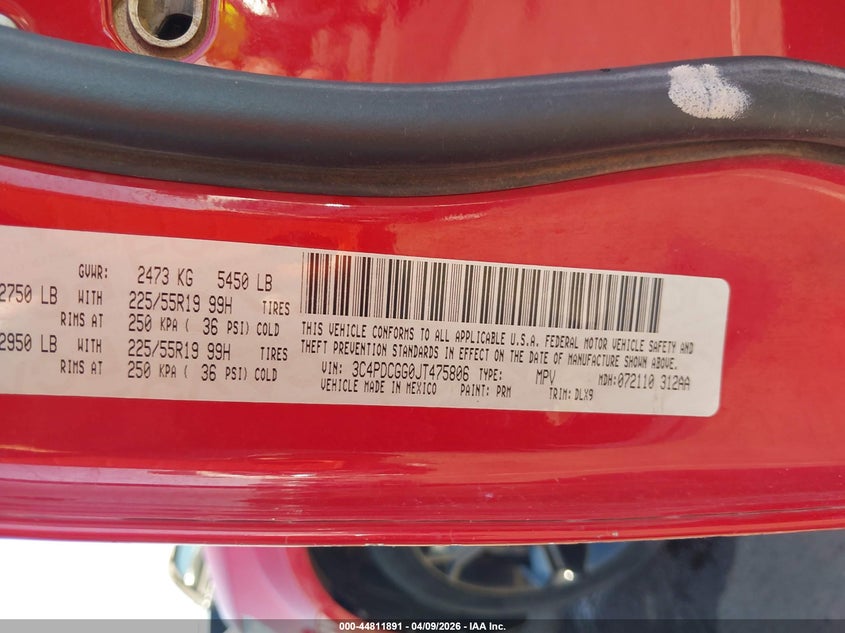 GVWR: 2473 KG 5450 LB
2750 LB WITH 225/55R19 99H TIRES
RIMS AT 250 KPA ( 36 PSI) COLD
2950 LB WITH 225/55R19 99H TIRES
RIMS AT 250 KPA ( 36 PSI) COLD
THIS VEHICLE CONFORMS TO ALL APPLICABLE U.S.A. FEDERAL MOTOR VEHICLE SAFETY AND
THEFT PREVENTION STANDARDS IN EFFECT ON THE DATE OF MANUFACTURE SHOWN ABOVE.
VIN: 3C4PDCGG0JT475806 TYPE: MPV MDH: 072110 312AA
VEHICLE MADE IN MEXICO PAINT: PRM TRIM: DLX9
000-44811891 - 04/09/2026 - IAA Inc.